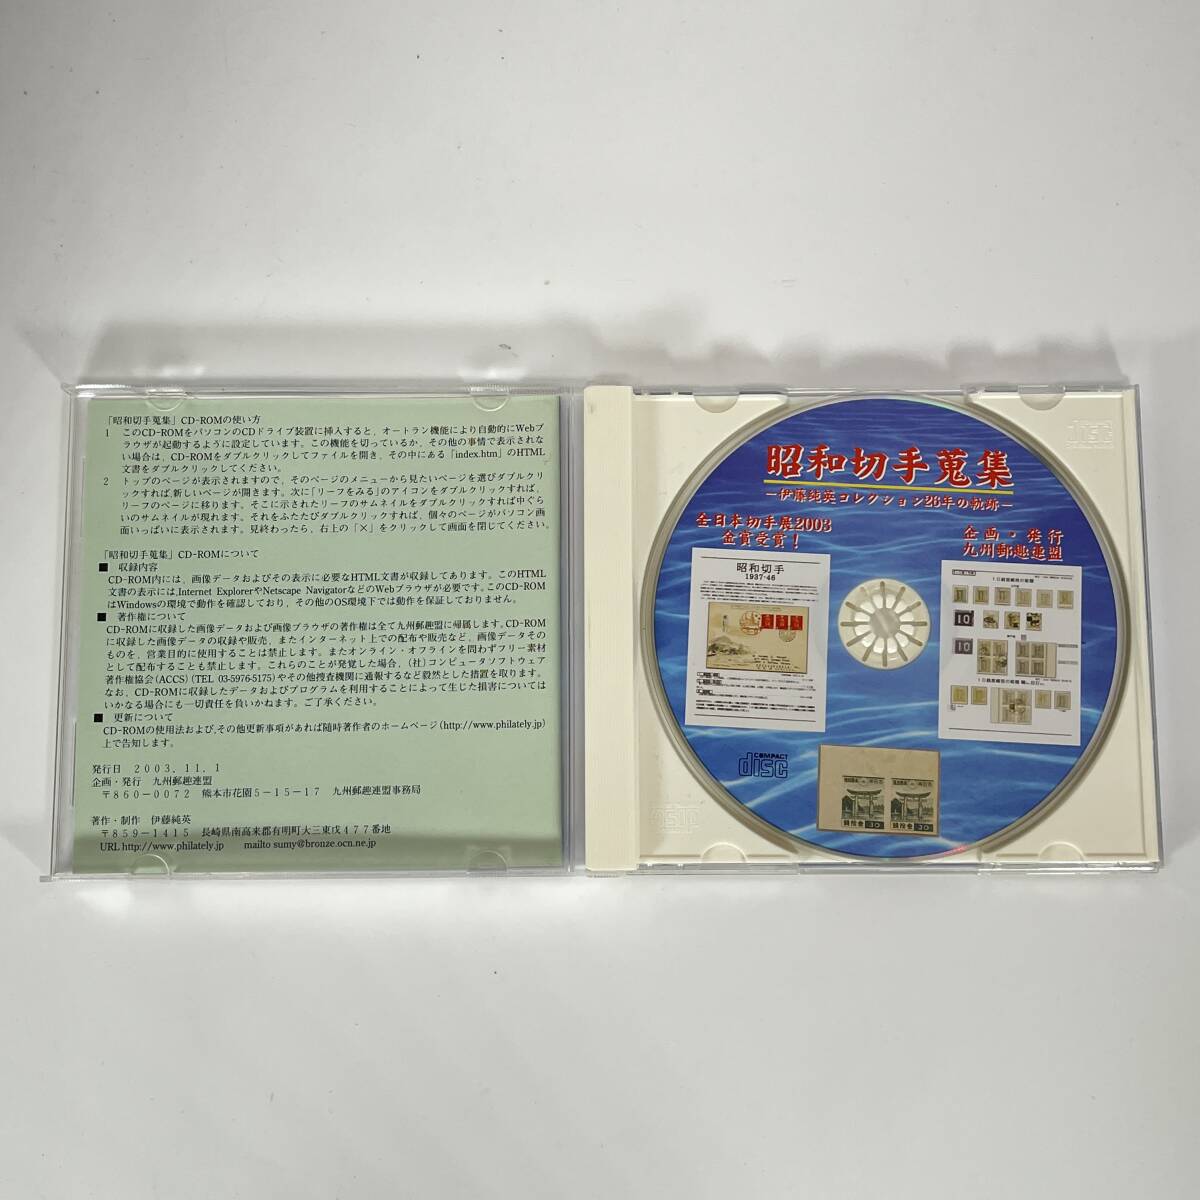 「昭和切手蒐集」CD-ROMの使い方
1　このCD-ROMをパソコンのCDドライブ装置に挿入すると、オートラン機能により自動的にWebブ
ラウザが起動するように設定しています。この機能を切っているか、その他の事情で表示されな
い場合は、CD-ROMをダブルクリックしてファイルを開き、その中にある「index.htm」のHTML
文書をダブルクリックしてください。
2　トップのページが表示されますので、そのページのメニューから見たいページを選びダブルクリ
ックすれば,新しいページが開きます。次に「リーフをみる」のアイコンをダブルクリックすれば、
リーフのページに移ります。そこに示されたリーフのサムネイルをダブルクリックすれば中ぐら
いのサムネイルが現れます。それをふたたびダブルクリックすれば、個々のページがパソコン画
面いっぱいに表示されます。見終わったら、右上の「×」をクリックして画面を閉じてください。
「昭和切手蒐集」CD-ROMについて
■ 収録内容
CD-ROM内には、画像データおよびその表示に必要なHTML文書が収録してあります。このHTML
文書の表示には,Internet ExplorerやNetscape NavigatorなどのWebブラウザが必要です。このCD-ROM
はWindowsの環境で動作を確認しており、その他のOS環境下では動作を保証しておりません。
■ 著作権について
CD-ROMに収録した画像データおよび画像ブラウザの著作権は全て九州郵趣連盟に帰属します。CD-
ROMに収録した画像データの収録や販売、またインターネット上での配布や販売など、画像データその
ものを、営業目的に使用することは禁止します。またオンライン・オフラインを問わずフリー素材
として配布することも禁止します。これらのことが発覚した場合、(社)コンピュータソフトウェア
著作権協会(ACCS)(TEL 03-5976-5175)やその他捜査機関に通報するなど毅然とした措置を取ります。
なお、CD-ROMに収録したデータおよびプログラムを利用することによって生じた損害については
いかなる場合にも一切責任を負いかねます。ご了承ください。
■ 更新について
CD-ROMの使用法および,その他更新事項があれば随時著作者のホームページ(http://www.philately.jp)
上で告知します。
発行日　2003.11.1
企画・発行　九州郵趣連盟
〒860-0072　熊本市花園5-15-17　九州郵趣連盟事務局
著作・制作　伊藤純英
〒859-1415　長崎県南高来郡有明町大三東戊477番地
URL http://www.philately.jp　mailto sumy@bronze.ocn.ne.jp
昭和切手蒐集
－伊藤純英コレクション26年の軌跡－
全日本切手展2003
金賞受賞！
企画・発行
九州郵趣連盟
昭和切手
1937-46
10
10
COMPACT
disc
30
30